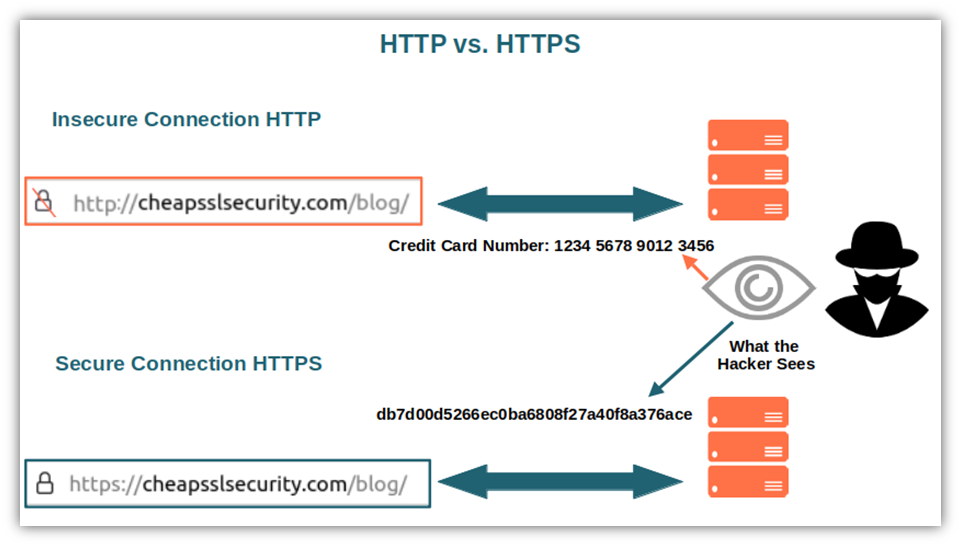 HTTP vs. HTTPS
Insecure Connection HTTP
http://cheapsslsecurity.com/blog/
Credit Card Number: 1234 5678 9012 3456
What the
Hacker Sees
Secure Connection HTTPS
db7d00d5266ec0ba6808f27a40f8a376ace
https://cheapsslsecurity.com/blog/